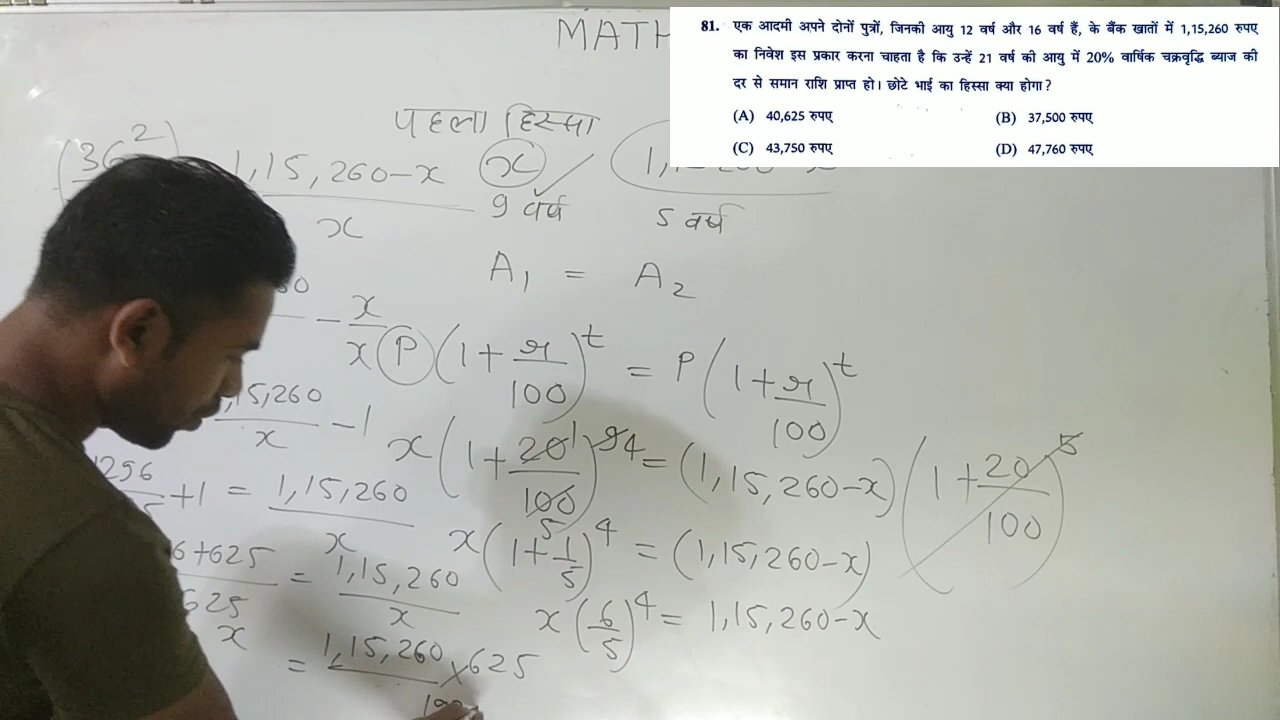 MATH
81. एक आदमी अपने दोनों पुत्रों, जिनकी आयु 12 वर्ष और 16 वर्ष हैं, के बैंक खातों में 1,15,260 रुपए
का निवेश इस प्रकार करना चाहता है कि उन्हें 21 वर्ष की आयु में 20% वार्षिक चक्रवृद्धि ब्याज की
दर से समान राशि प्राप्त हो। छोटे भाई का हिस्सा क्या होगा?
(A) 40,625 रुपए (B) 37,500 रुपए
(C) 43,750 रुपए (D) 47,760 रुपए
पहला हिस्सा
x
9 वर्ष 5 वर्ष
A1 = A2
P(1+r/100)^t = P(1+r/100)^t
x(1+20/100)^94 = (1,15,260-x)(1+20/100)^5
x(1+1/5)^4 = (1,15,260-x)
x(6/5)^4 = 1,15,260-x
(36 2)
1,15,260-x/x
-x/x
15,260/x -1
+1 = 1,15,260/x
6+625/625 = 1,15,260/x
x = 1,15,260×625